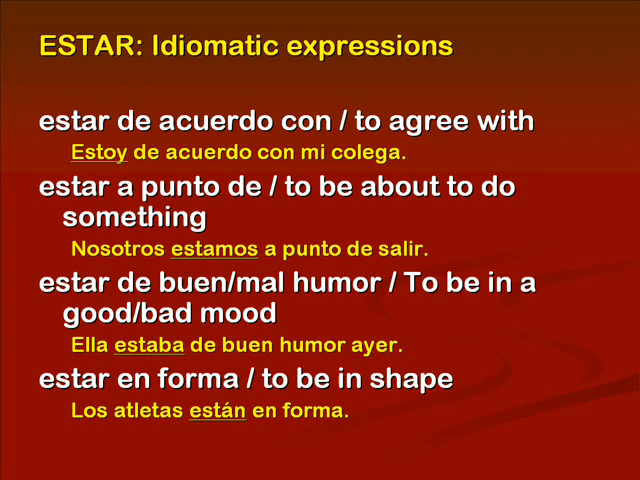 ESTAR: Idiomatic expressions
estar de acuerdo con / to agree with
Estoy de acuerdo con mi colega.
estar a punto de / to be about to do
something
Nosotros estamos a punto de salir.
estar de buen/mal humor / To be in a
good/bad mood
Ella estaba de buen humor ayer.
estar en forma / to be in shape
Los atletas están en forma.